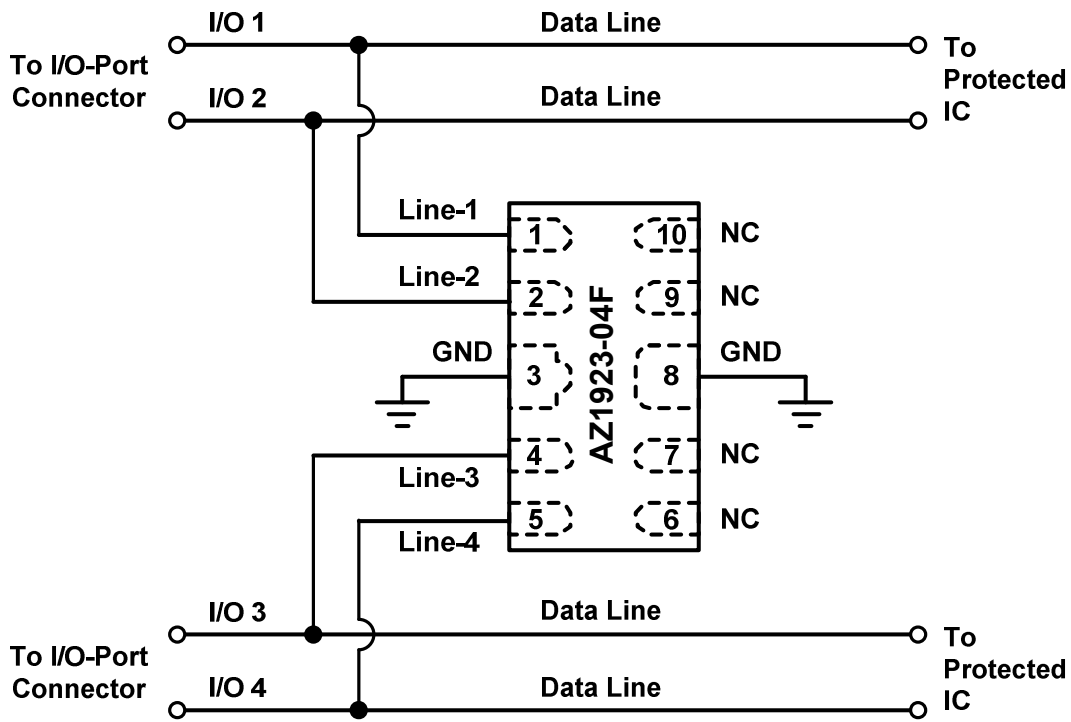 I/O 1
Data Line
To I/O-Port
Connector
To
Protected
IC
I/O 2
Data Line
Line-1
1
10
NC
Line-2
2
9
NC
AZ1923-04F
GND
3
8
GND
4
7
NC
Line-3
5
6
NC
Line-4
I/O 3
Data Line
To I/O-Port
Connector
To
Protected
IC
I/O 4
Data Line